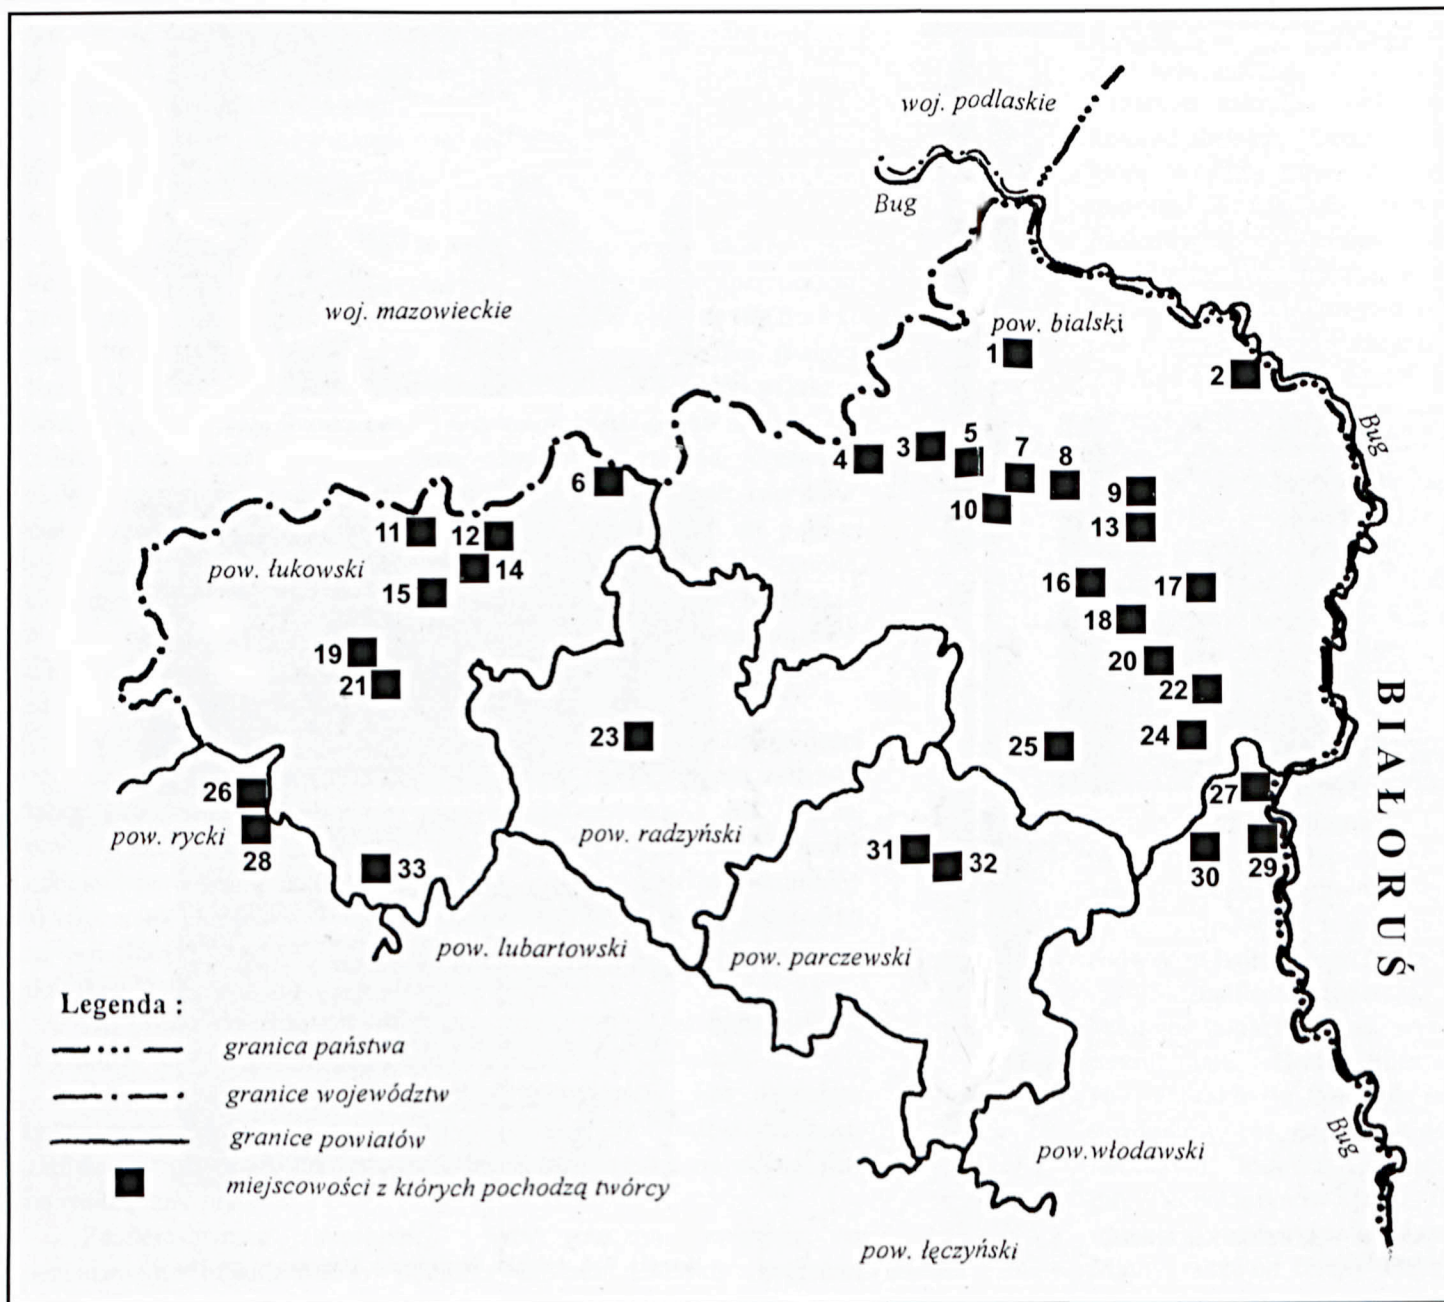 woj. podlaskie
Bug
woj. mazowieckie
pow. bialski
1
2
Bug
3
5
4
7
8
6
9
10
11
12
13
pow. łukowski
14
15
16
17
18
19
20
21
22
BIAŁORUŚ
23
24
25
26
27
pow. rycki
pow. radzyński
28
29
30
31
32
33
pow. lubartowski
pow. parczewski
Legenda :
granica państwa
granice województw
granice powiatów
miejscowości z których pochodzą twórcy
Bug
pow.włodawski
pow. łęczyński